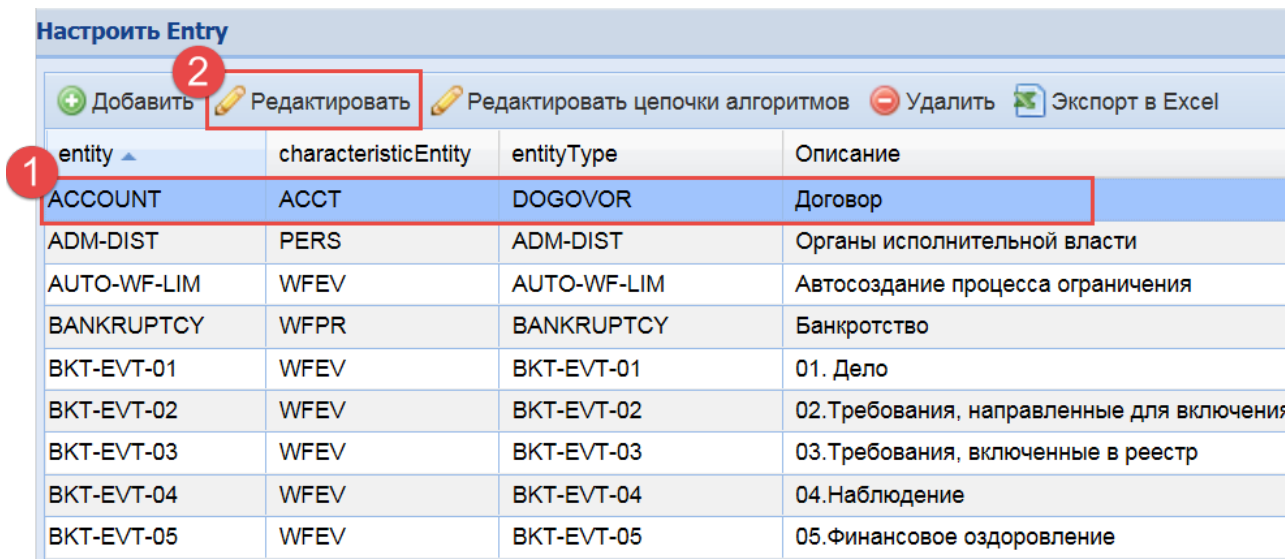 Настроить Entry
2
Добавить Редактировать Редактировать цепочки алгоритмов Удалить Экспорт в Excel
entity characteristicEntity entityType Описание
1
ACCOUNT ACCT DOGOVOR Договор
ADM-DIST PERS ADM-DIST Органы исполнительной власти
AUTO-WF-LIM WFEV AUTO-WF-LIM Автосоздание процесса ограничения
BANKRUPTCY WFPR BANKRUPTCY Банкротство
BKT-EVT-01 WFEV BKT-EVT-01 01. Дело
BKT-EVT-02 WFEV BKT-EVT-02 02.Требования, направленные для включения
BKT-EVT-03 WFEV BKT-EVT-03 03.Требования, включенные в реестр
BKT-EVT-04 WFEV BKT-EVT-04 04.Наблюдение
BKT-EVT-05 WFEV BKT-EVT-05 05.Финансовое оздоровление